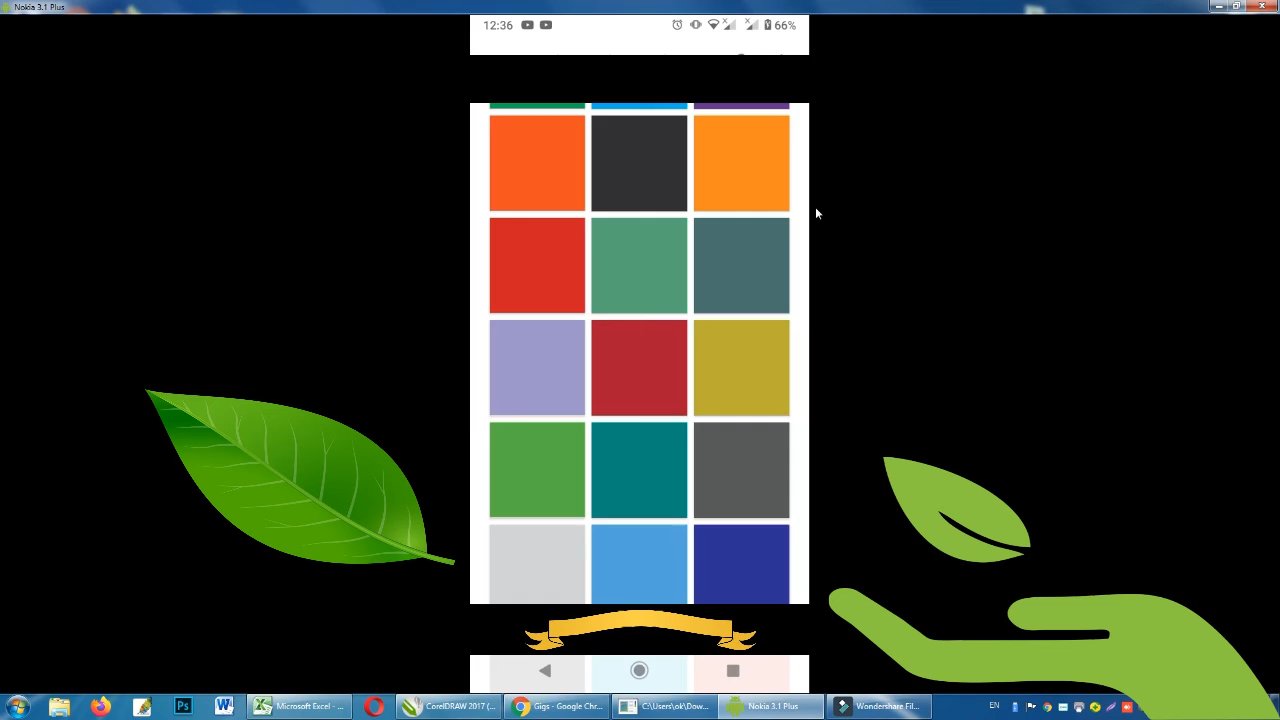 Nokia 3.1 Plus
12:36
66%
Microsoft Excel - ...
CorelDRAW 2017 (...
Gigs - Google Chr...
C:\Users\ok\Dow...
Nokia 3.1 Plus
Wondershare Fil...
EN